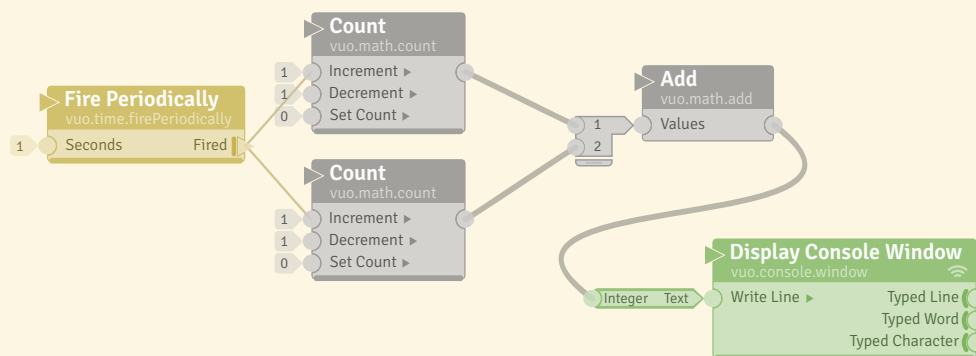 Count
vuo.math.count
1 Increment
1 Decrement
0 Set Count
Fire Periodically
vuo.time.firePeriodically
1 Seconds Fired
Count
vuo.math.count
1 Increment
1 Decrement
0 Set Count
1
2
Add
vuo.math.add
Values
Integer Text
Display Console Window
vuo.console.window
Write Line Typed Line
Typed Word
Typed Character